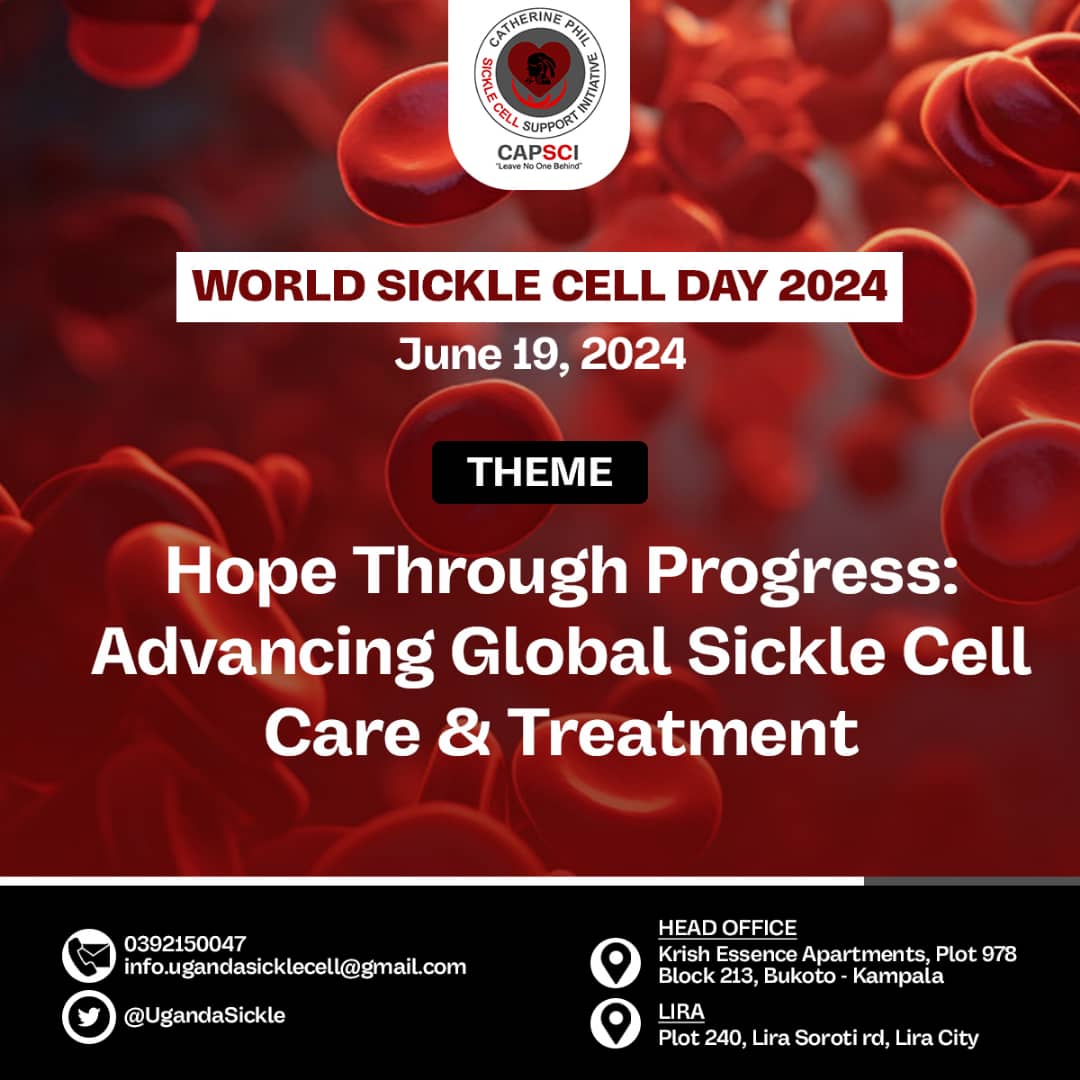 CATHERINE PHIL
SICKLE CELL SUPPORT INITIATIVE
CAPSCI
"Leave No One Behind"
WORLD SICKLE CELL DAY 2024
June 19, 2024
THEME
Hope Through Progress:
Advancing Global Sickle Cell
Care & Treatment
0392150047
info.ugandasicklecell@gmail.com
@UgandaSickle
HEAD OFFICE
Krish Essence Apartments, Plot 978
Block 213, Bukoto - Kampala
LIRA
Plot 240, Lira Soroti rd, Lira City